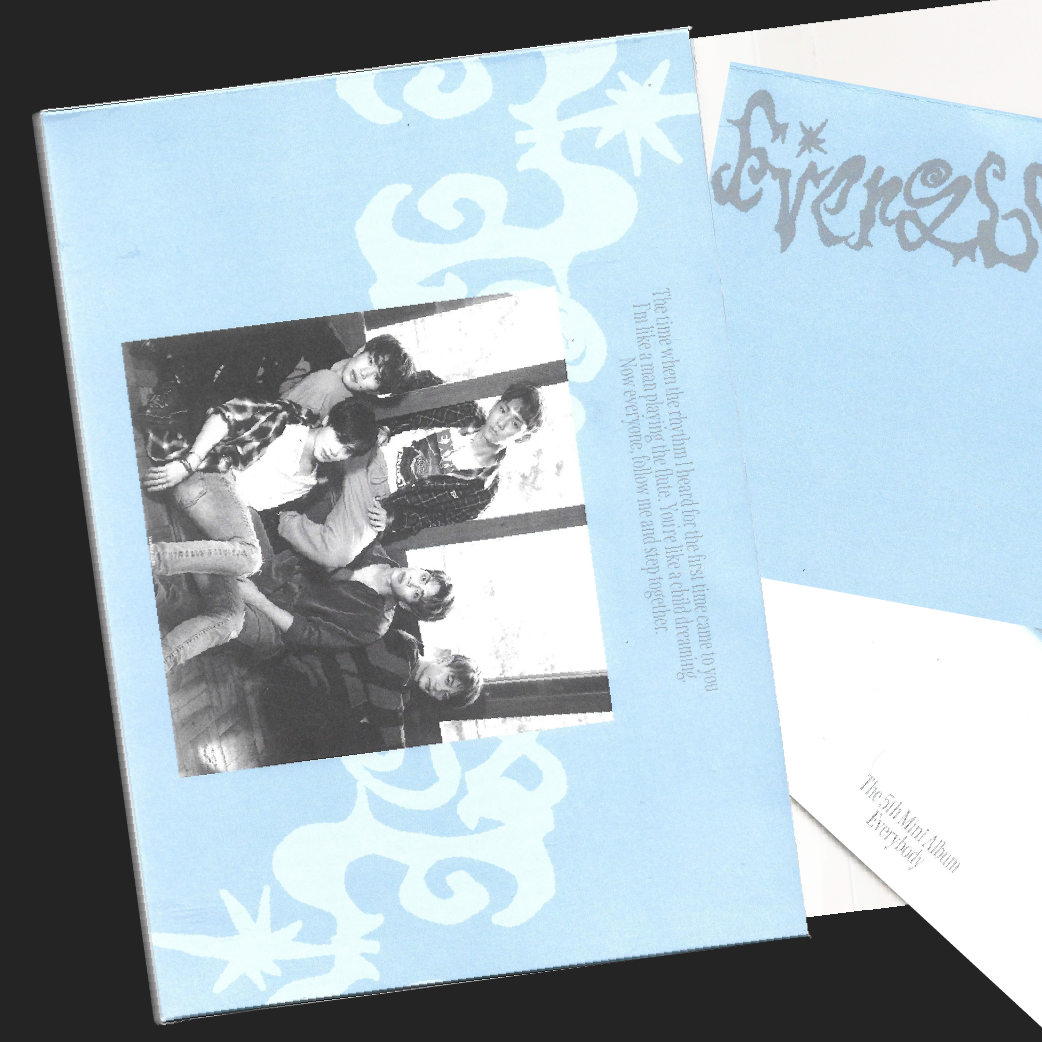 The time when the rhythm I heard for the first time came to you
I'm like a man playing the flute. You're like a child dreaming.
Now everyone, follow me and step together.
The 5th Mini Album
Everybody